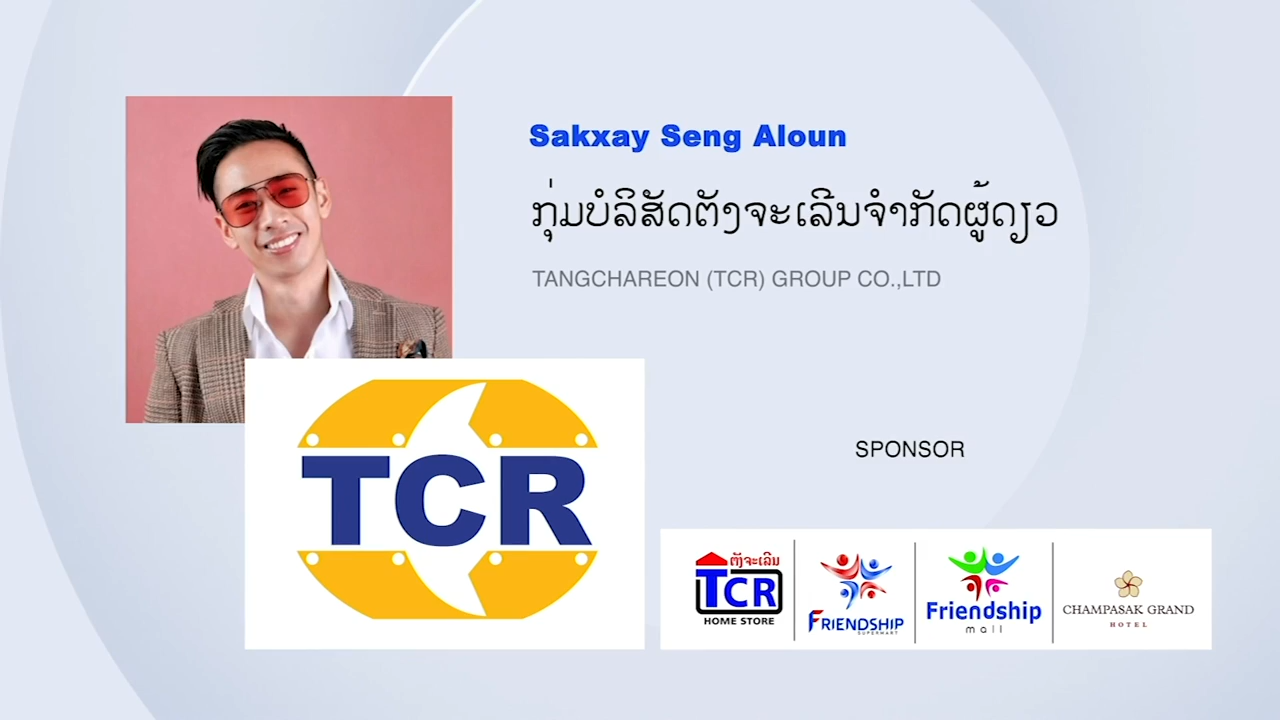 Sakxay Seng Aloun
ກຸ່ມບໍລິສັດຕັງຈະເລີນຈຳກັດຜູ້ດຽວ
TANGCHAREON (TCR) GROUP CO.,LTD
TCR
SPONSOR
ຕັງຈະເລີນ
TCR
HOME STORE
FRIENDSHIP
SUPERMART
Friendship
mall
CHAMPASAK GRAND
HOTEL